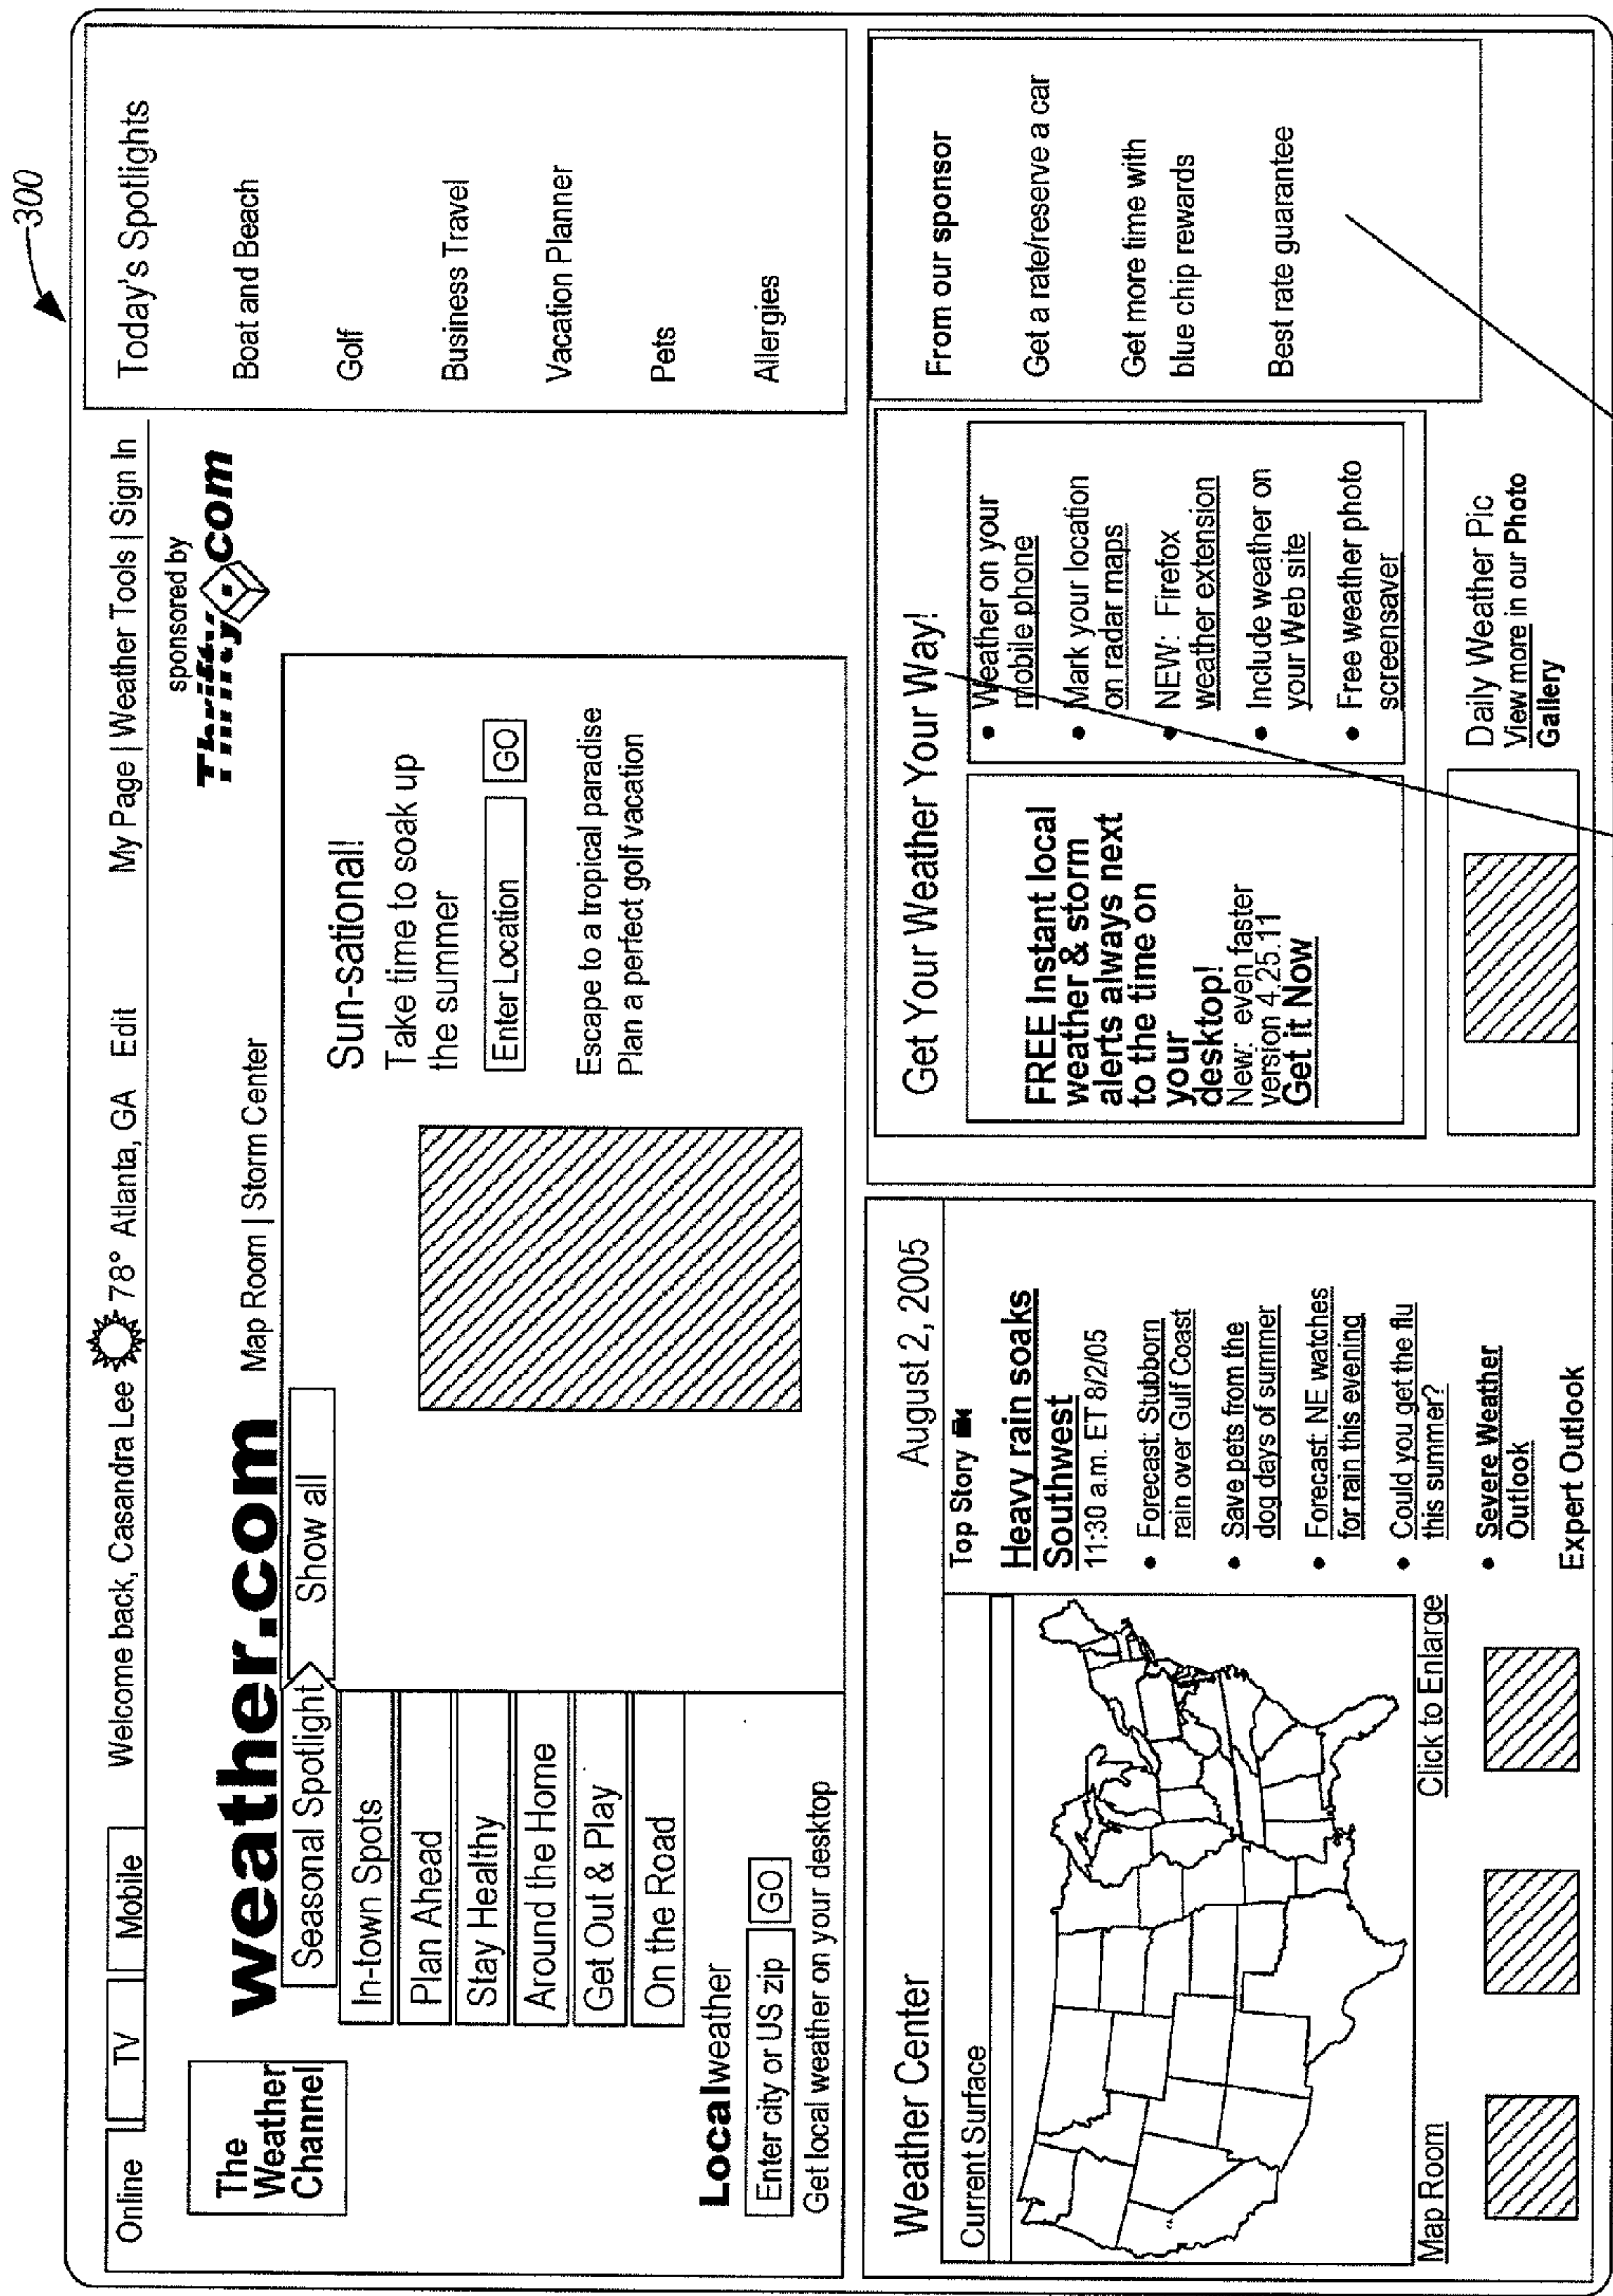 300
Online
TV
Mobile
Welcome back, Casandra Lee
78° Atlanta, GA Edit
My Page | Weather Tools | Sign In
The
Weather
Channel
weather.com
Map Room | Storm Center
sponsored by
Thrifty.com
Seasonal Spotlight
Show all
In-town Spots
Plan Ahead
Stay Healthy
Around the Home
Get Out & Play
On the Road
Localweather
Enter city or US zip
GO
Get local weather on your desktop
Sun-sational!
Take time to soak up
the summer
Enter Location
GO
Escape to a tropical paradise
Plan a perfect golf vacation
Today's Spotlights
Boat and Beach
Golf
Business Travel
Vacation Planner
Pets
Allergies
Weather Center
August 2, 2005
Current Surface
Map Room
Click to Enlarge
Top Story
Heavy rain soaks
Southwest
11:30 a.m. ET 8/2/05
• Forecast: Stubborn
rain over Gulf Coast
• Save pets from the
dog days of summer
• Forecast: NE watches
for rain this evening
• Could you get the flu
this summer?
• Severe Weather
Outlook
Expert Outlook
Get Your Weather Your Way!
FREE Instant local
weather & storm
alerts always next
to the time on
your
desktop!
New: even faster
version 4.25.11
Get it Now
• Weather on your
mobile phone
• Mark your location
on radar maps
• NEW: Firefox
weather extension
• Include weather on
your Web site
• Free weather photo
screensaver
Daily Weather Pic
View more in our Photo
Gallery
From our sponsor
Get a rate/reserve a car
Get more time with
blue chip rewards
Best rate guarantee